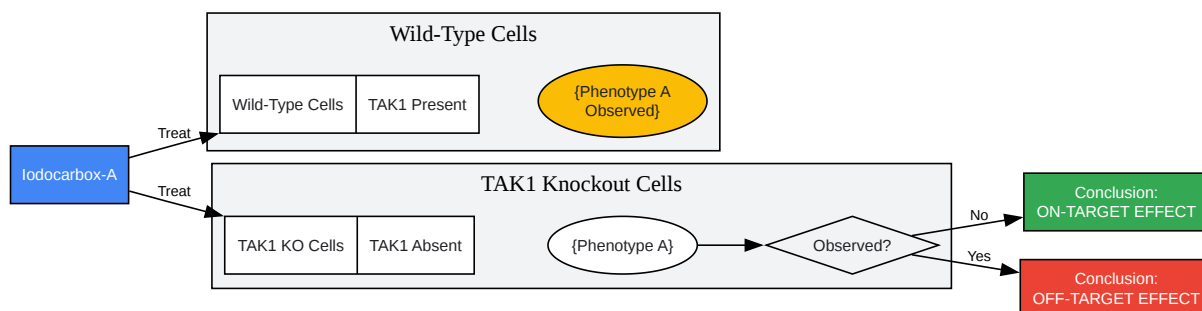 Wild-Type Cells
Wild-Type Cells
TAK1 Present
{Phenotype A
Observed}
Iodocarbox-A
Treat
Treat
TAK1 Knockout Cells
TAK1 KO Cells
TAK1 Absent
{Phenotype A}
Observed?
No
Yes
Conclusion:
ON-TARGET EFFECT
Conclusion:
OFF-TARGET EFFECT